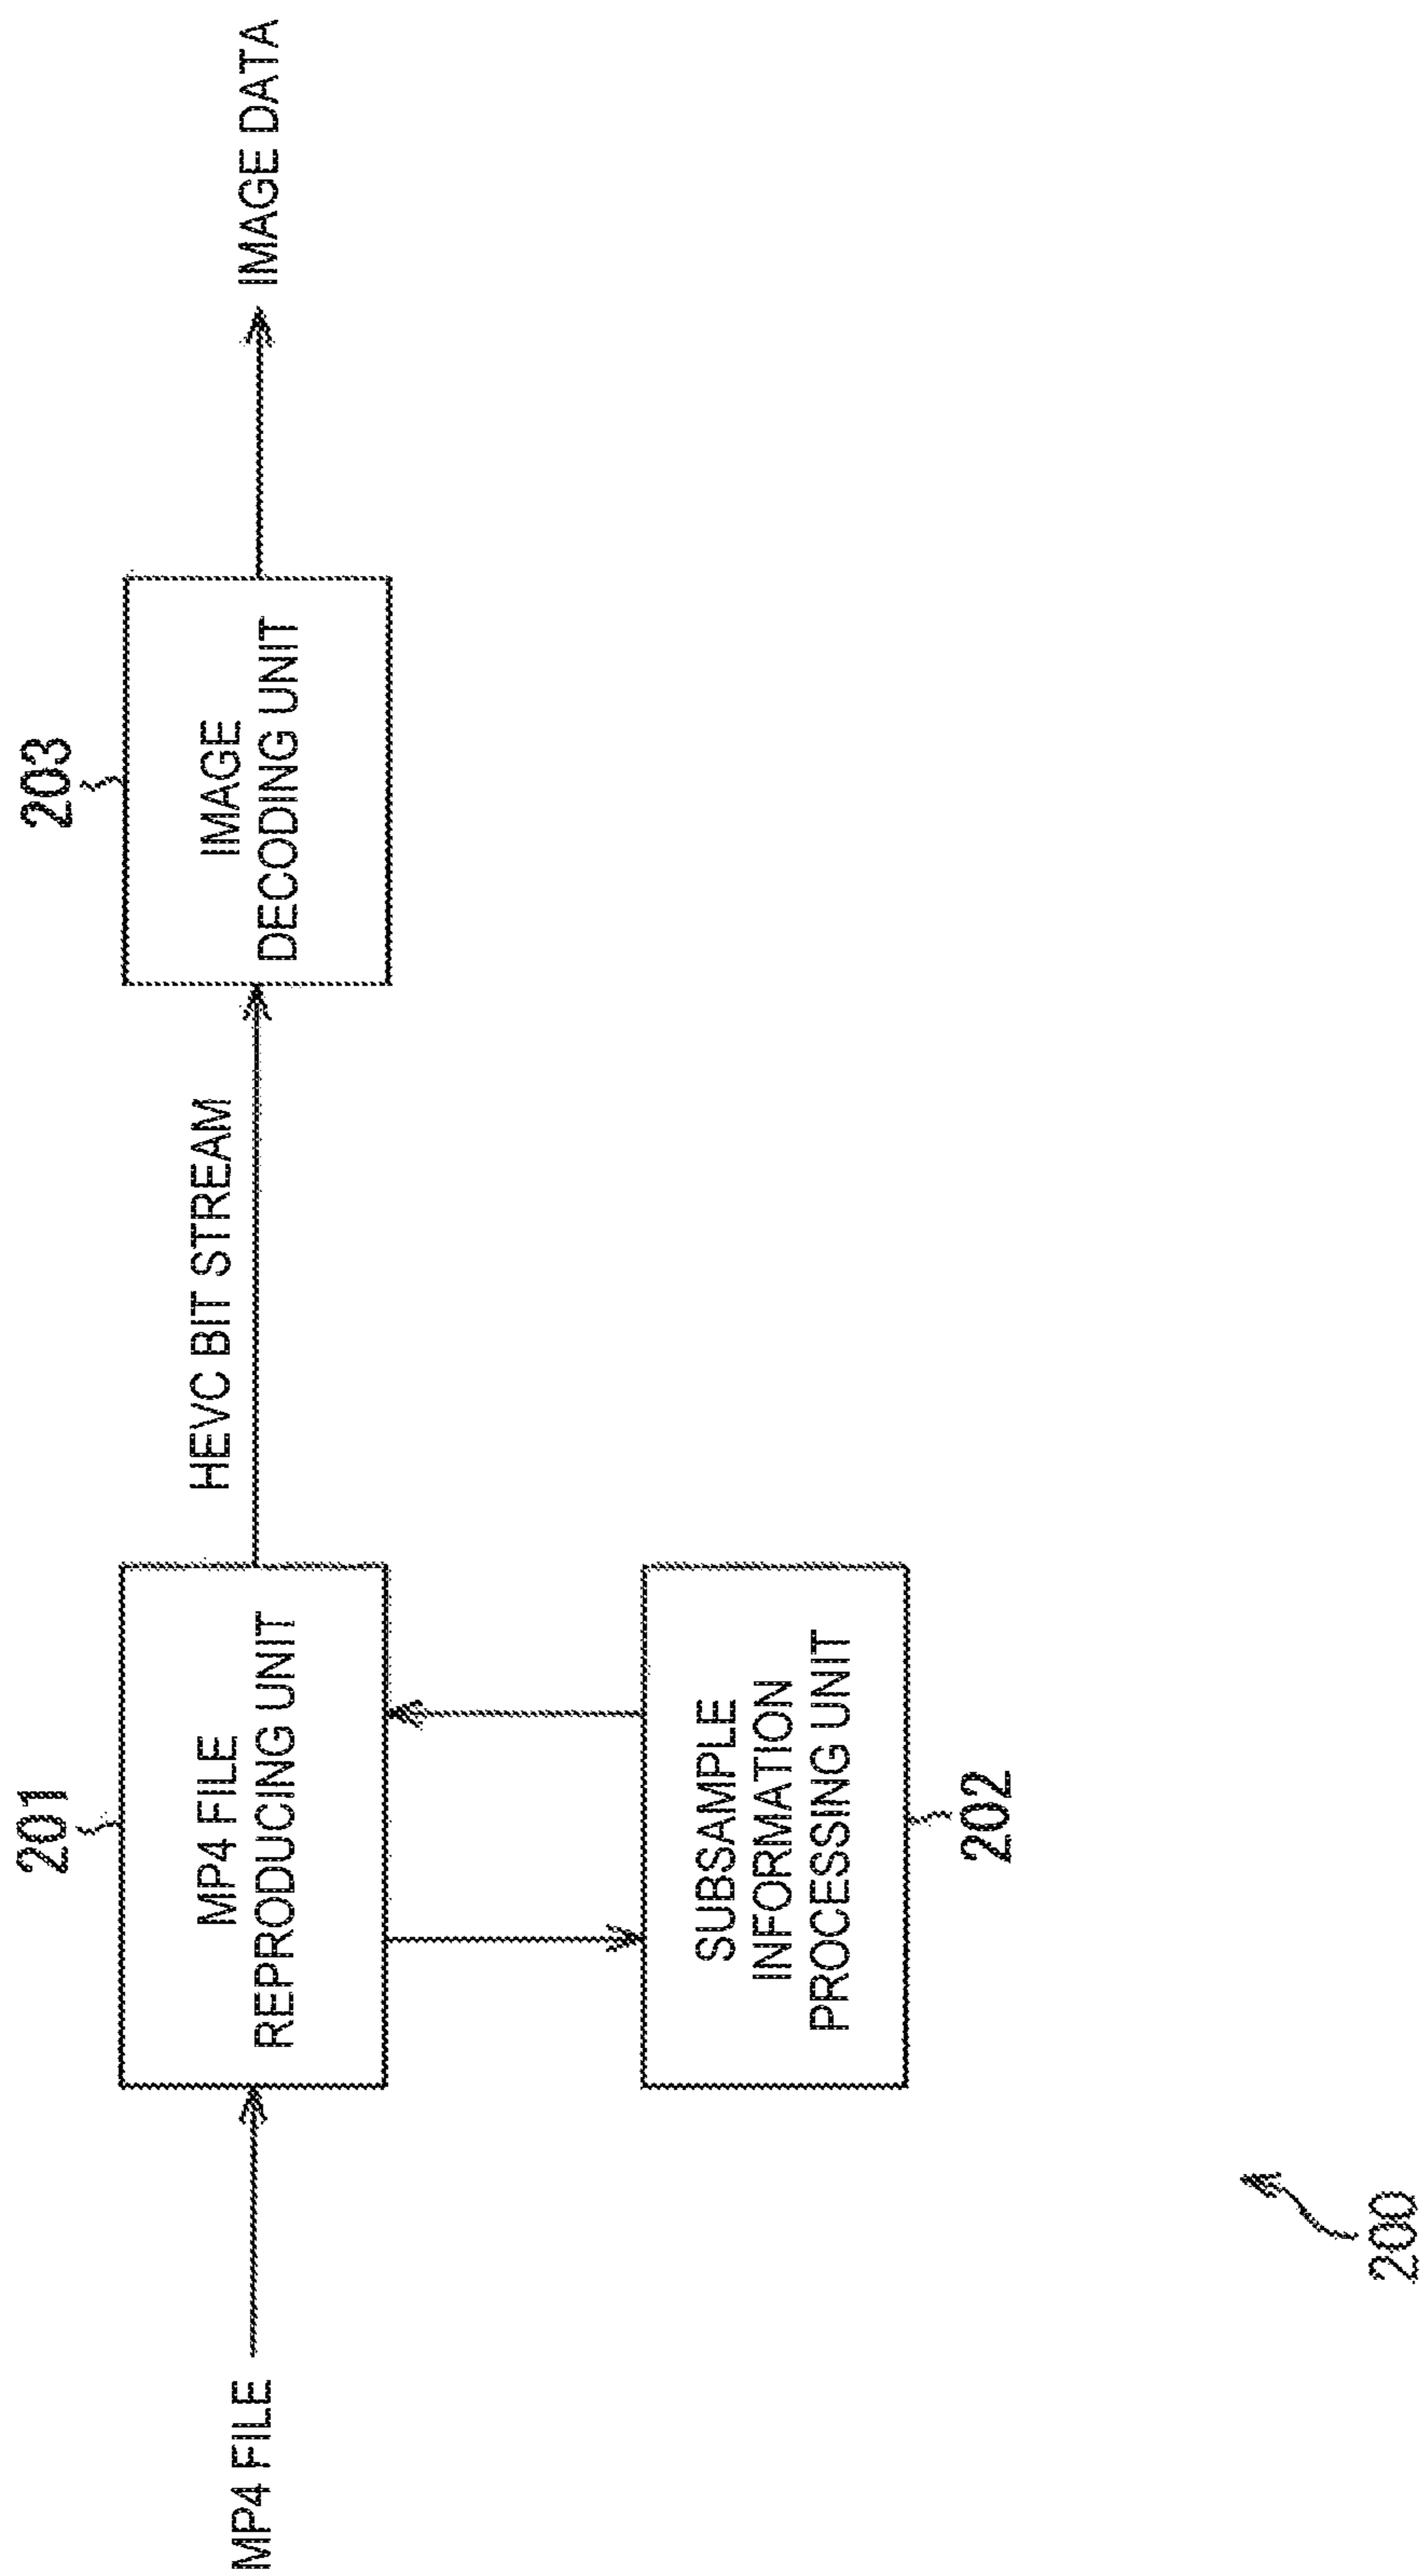 201
203
HEVC BIT STREAM
MP4 FILE
MP4 FILE
REPRODUCING UNIT
IMAGE
DECODING UNIT
IMAGE DATA
SUBSAMPLE
INFORMATION
PROCESSING UNIT
202
200